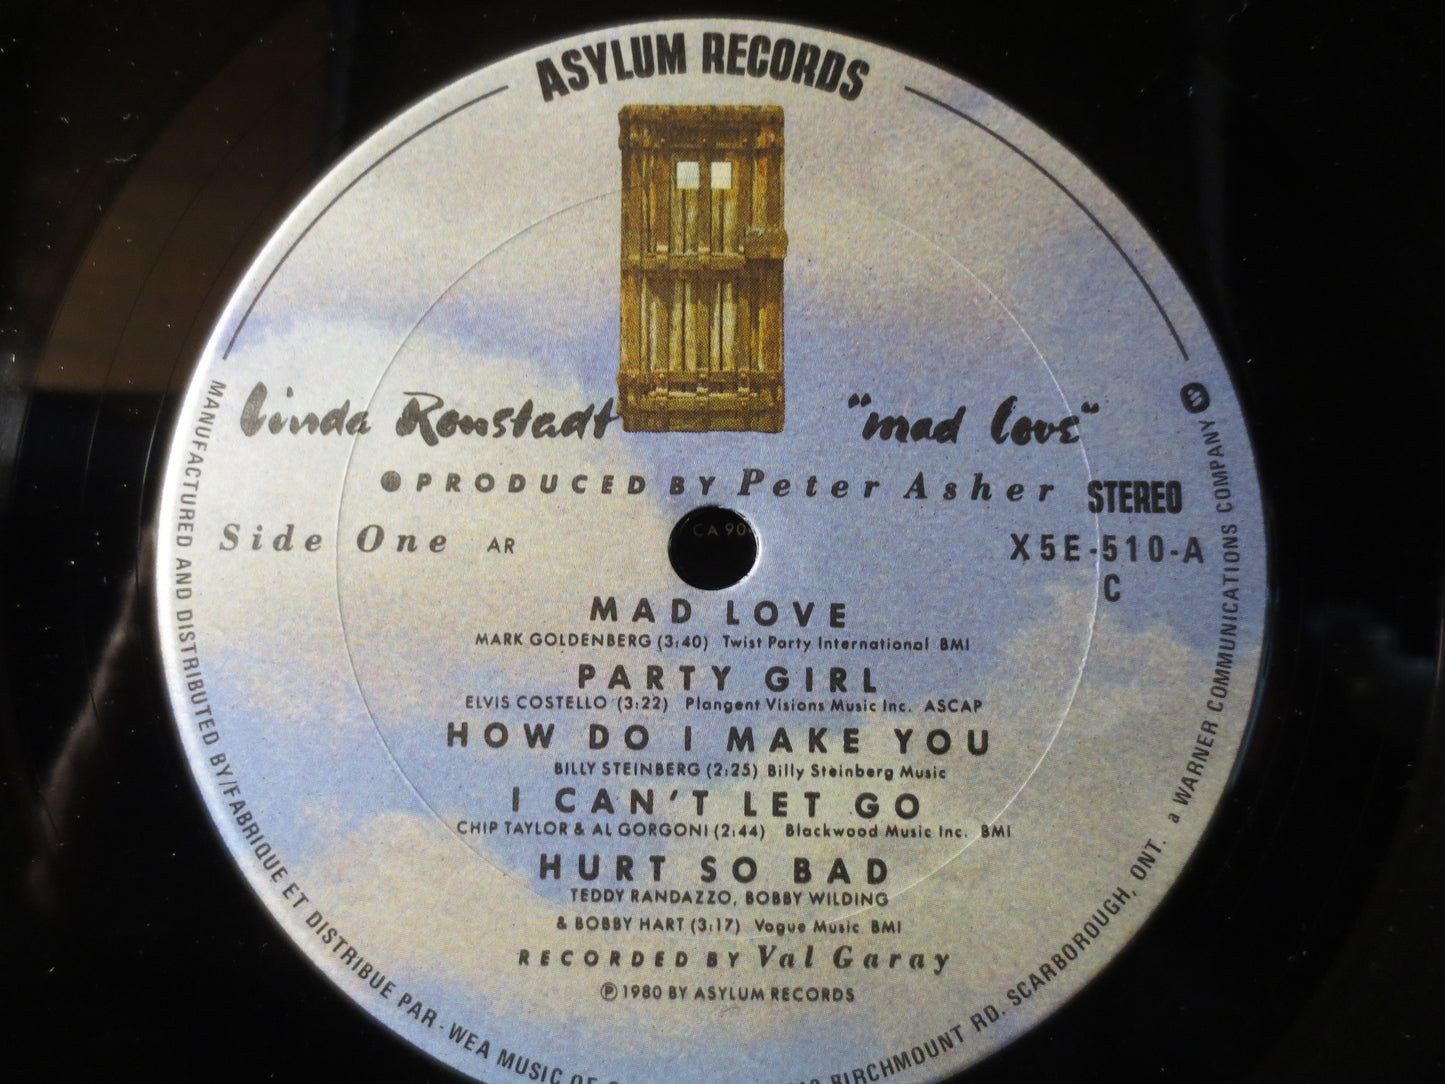 ASYLUM RECORDS
Linda Ronstadt "mad love"
PRODUCED BY Peter Asher STEREO
Side One AR X5E-510-A
C
CA 90
MAD LOVE
MARK GOLDENBERG (3:40) Twist Party International BMI
PARTY GIRL
ELVIS COSTELLO (3:22) Plangent Visions Music Inc. ASCAP
HOW DO I MAKE YOU
BILLY STEINBERG (2:25) Billy Steinberg Music
I CAN'T LET GO
CHIP TAYLOR & AL GORGONI (2:44) Blackwood Music Inc. BMI
HURT SO BAD
TEDDY RANDAZZO, BOBBY WILDING
& BOBBY HART (3:17) Vogue Music BMI
RECORDED BY Val Garay
Ⓟ1980 BY ASYLUM RECORDS
MANUFACTURED AND DISTRIBUTED BY/FABRIQUE ET DISTRIBUE PAR - WEA MUSIC OF BIRCHMOUNT RD. SCARBOROUGH, ONT. a WARNER COMMUNICATIONS COMPANY